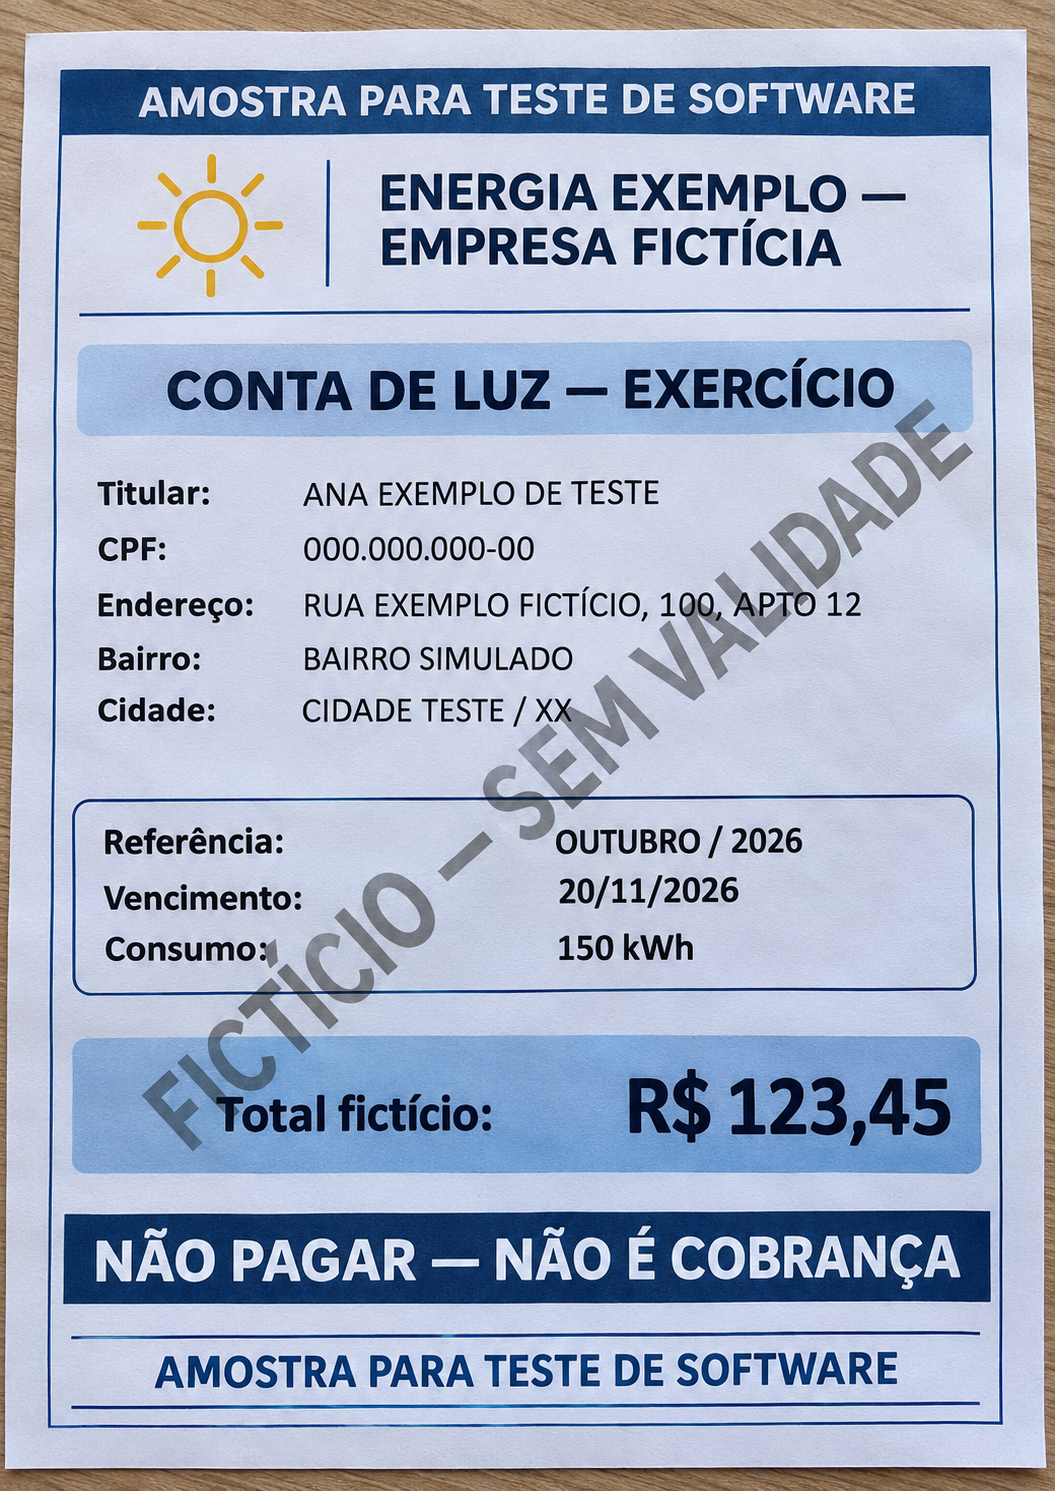 AMOSTRA PARA TESTE DE SOFTWARE
ENERGIA EXEMPLO —
EMPRESA FICTÍCIA
CONTA DE LUZ — EXERCÍCIO
Titular: ANA EXEMPLO DE TESTE
CPF: 000.000.000-00
Endereço: RUA EXEMPLO FICTÍCIO, 100, APTO 12
Bairro: BAIRRO SIMULADO
Cidade: CIDADE TESTE / XX
FICTÍCIO — SEM VALIDADE
Referência: OUTUBRO / 2026
Vencimento: 20/11/2026
Consumo: 150 kWh
Total fictício: R$ 123,45
NÃO PAGAR — NÃO É COBRANÇA
AMOSTRA PARA TESTE DE SOFTWARE